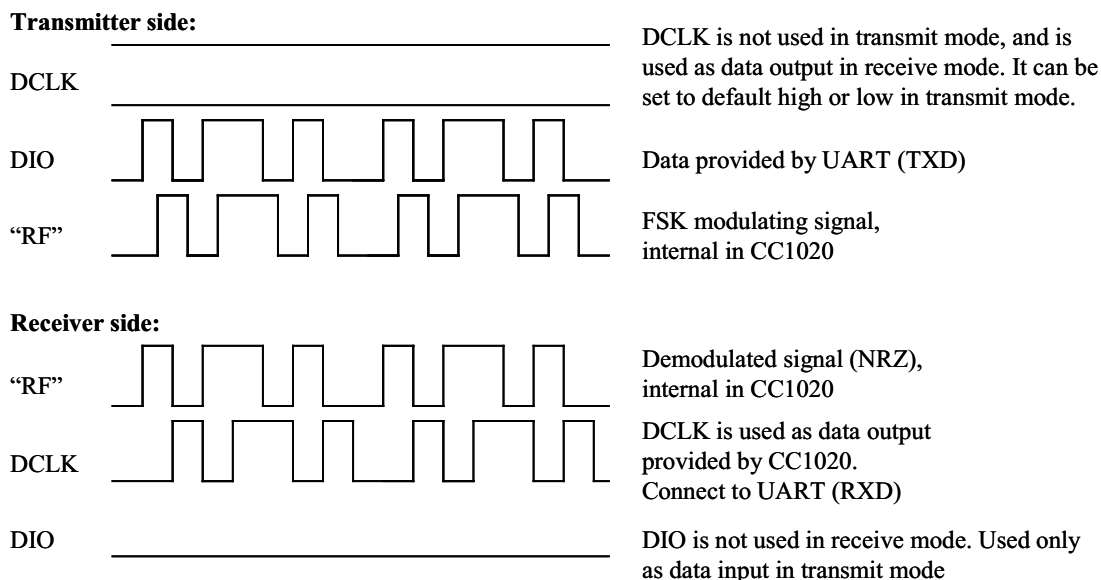 Transmitter side:
DCLK
DCLK is not used in transmit mode, and is
used as data output in receive mode. It can be
set to default high or low in transmit mode.
DIO
Data provided by UART (TXD)
“RF”
FSK modulating signal,
internal in CC1020
Receiver side:
“RF”
Demodulated signal (NRZ),
internal in CC1020
DCLK
DCLK is used as data output
provided by CC1020.
Connect to UART (RXD)
DIO
DIO is not used in receive mode. Used only
as data input in transmit mode